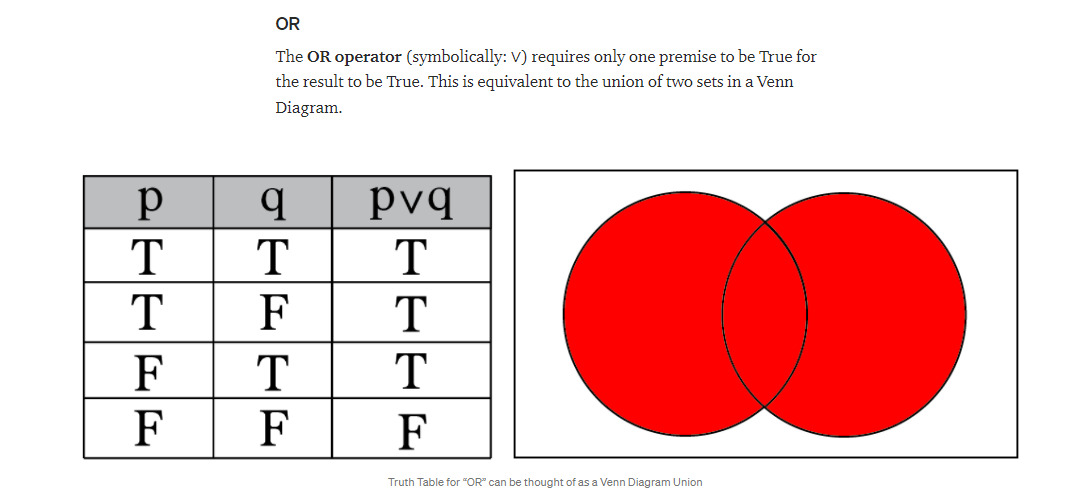 OR
The OR operator (symbolically: ∨) requires only one premise to be True for
the result to be True. This is equivalent to the union of two sets in a Venn
Diagram.
p q p∨q
T T T
T F T
F T T
F F F
Truth Table for “OR” can be thought of as a Venn Diagram Union